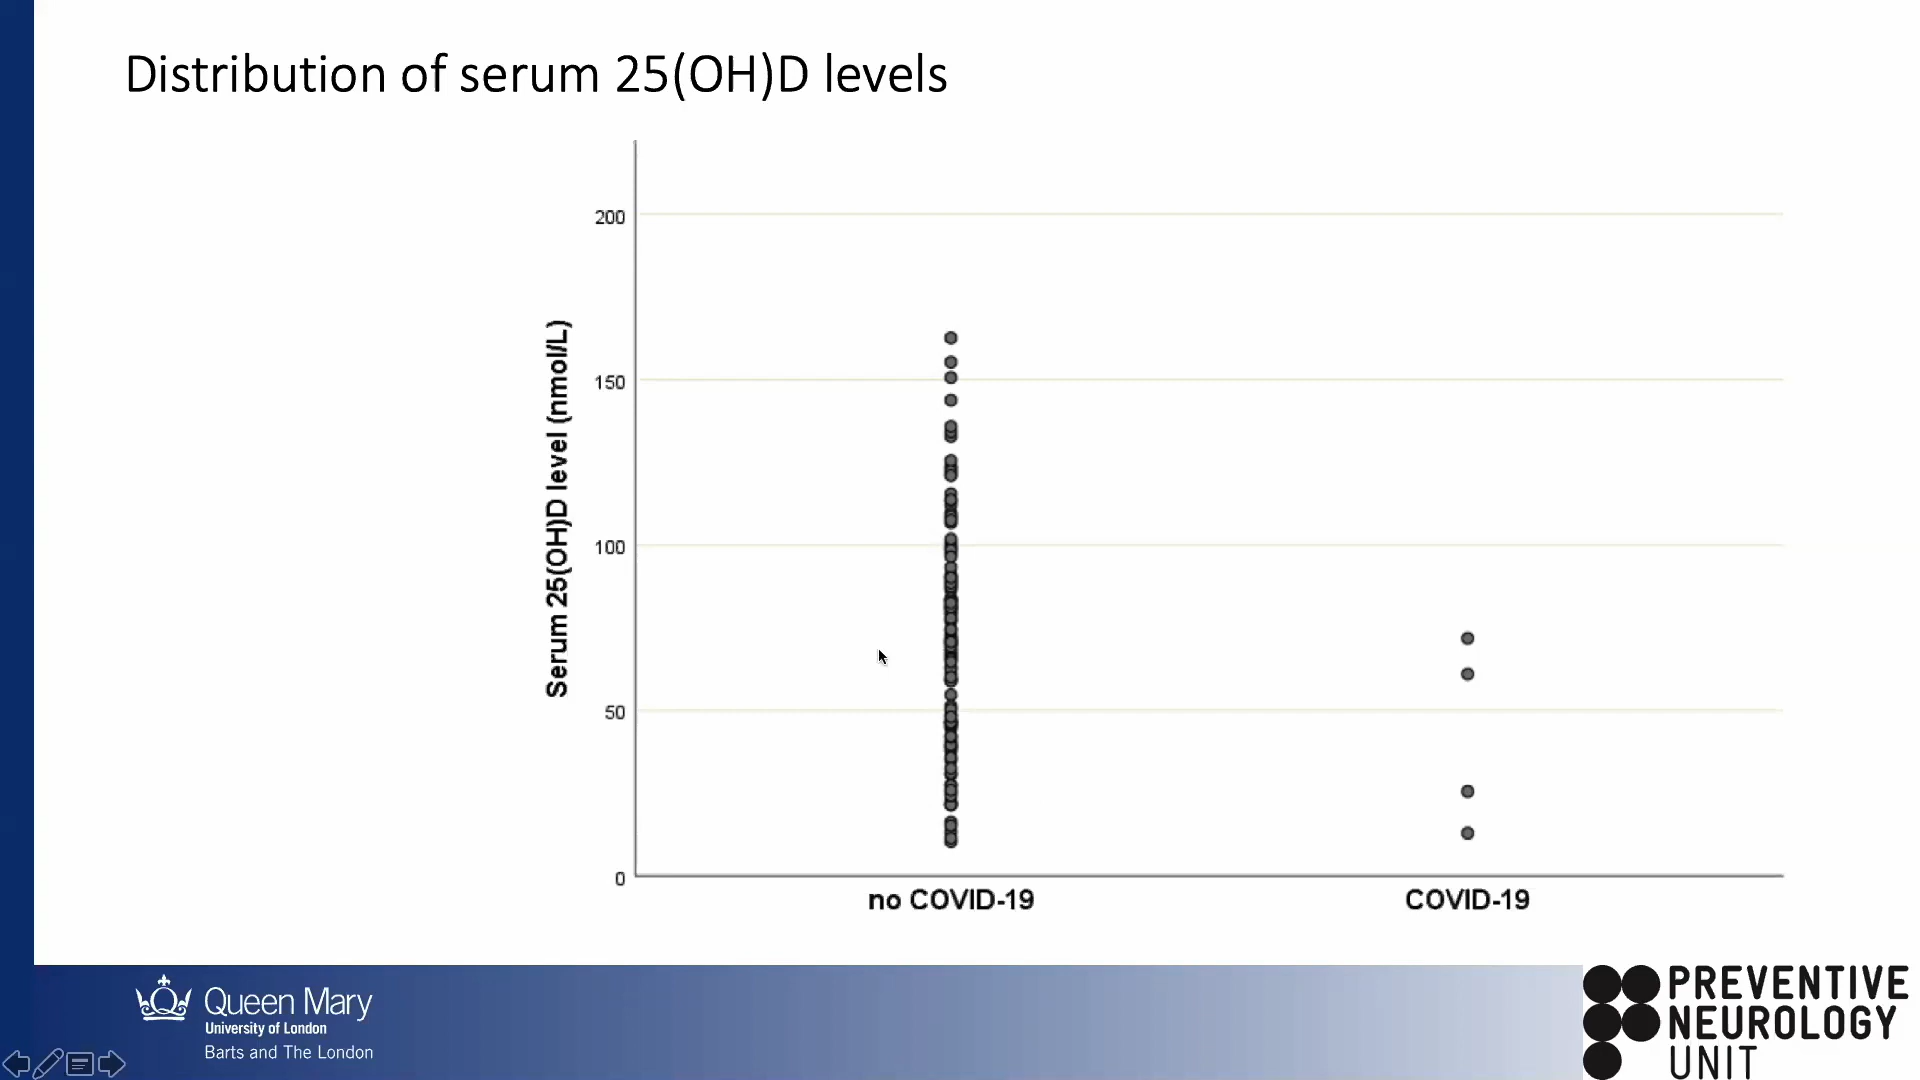 Distribution of serum 25(OH)D levels
Serum 25(OH)D level (nmol/L)
200
150
100
50
0
no COVID-19
COVID-19
Queen Mary
University of London
Barts and The London
PREVENTIVE
NEUROLOGY
UNIT